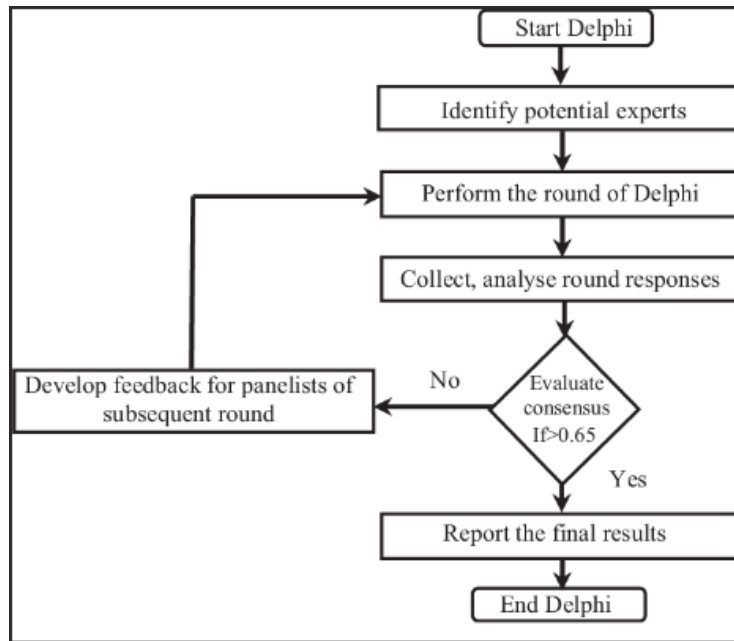 Start Delphi
Identify potential experts
Perform the round of Delphi
Collect, analyse round responses
Evaluate
consensus
If>0.65
No
Develop feedback for panelists of
subsequent round
Yes
Report the final results
End Delphi